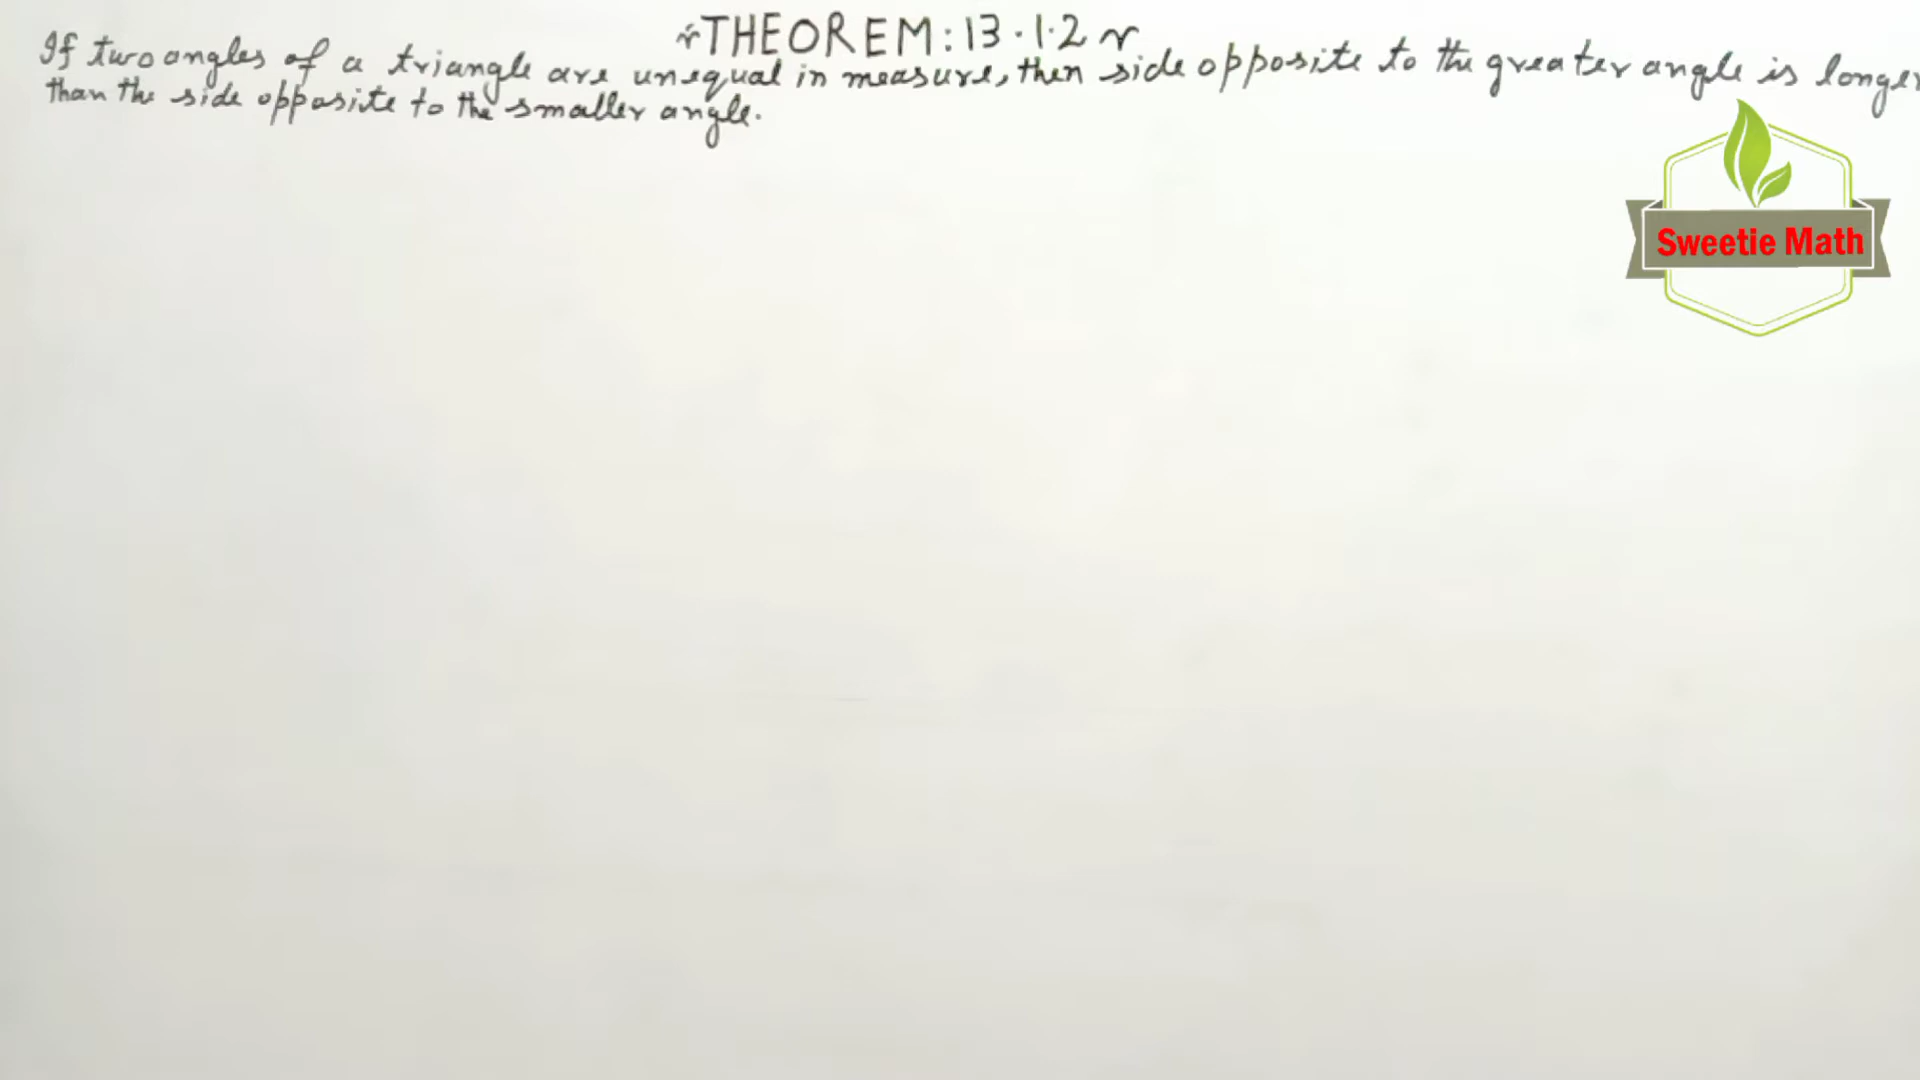 THEOREM:13.1.2
If two angles of a triangle are unequal in measure, then side opposite to the greater angle is longer
than the side opposite to the smaller angle.
Sweetie Math